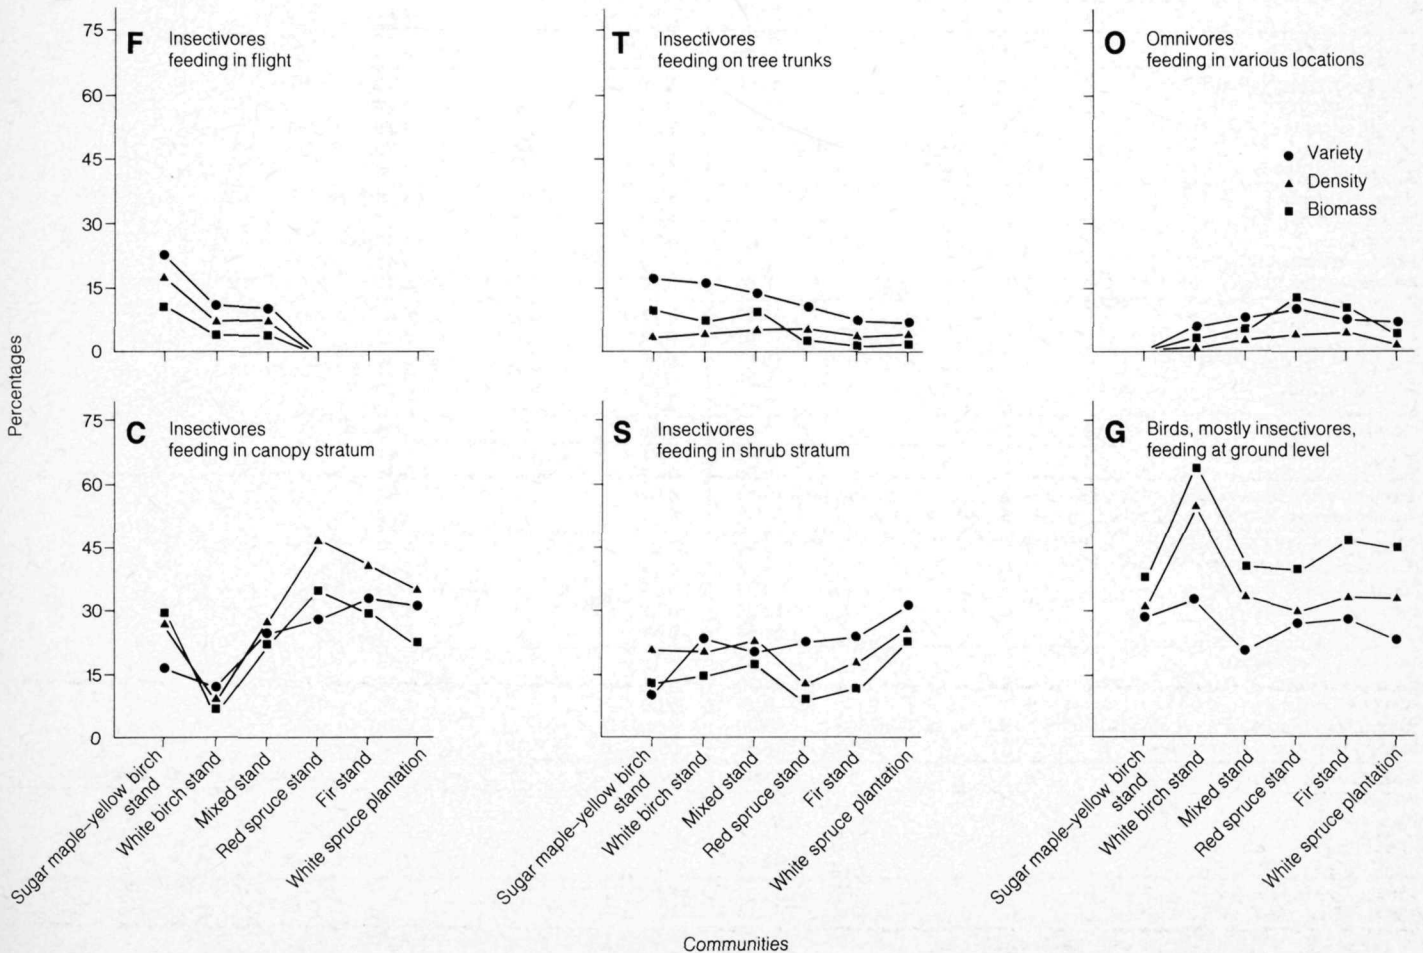 75
60
45
30
15
0
F
Insectivores
feeding in flight
T
Insectivores
feeding on tree trunks
O
Omnivores
feeding in various locations
Variety
Density
Biomass
Percentages
75
60
45
30
15
0
C
Insectivores
feeding in canopy stratum
S
Insectivores
feeding in shrub stratum
G
Birds, mostly insectivores,
feeding at ground level
Sugar maple–yellow birch
stand
White birch stand
Mixed stand
Red spruce stand
Fir stand
White spruce plantation
Sugar maple–yellow birch
stand
White birch stand
Mixed stand
Red spruce stand
Fir stand
White spruce plantation
Sugar maple–yellow birch
stand
White birch stand
Mixed stand
Red spruce stand
Fir stand
White spruce plantation
Communities